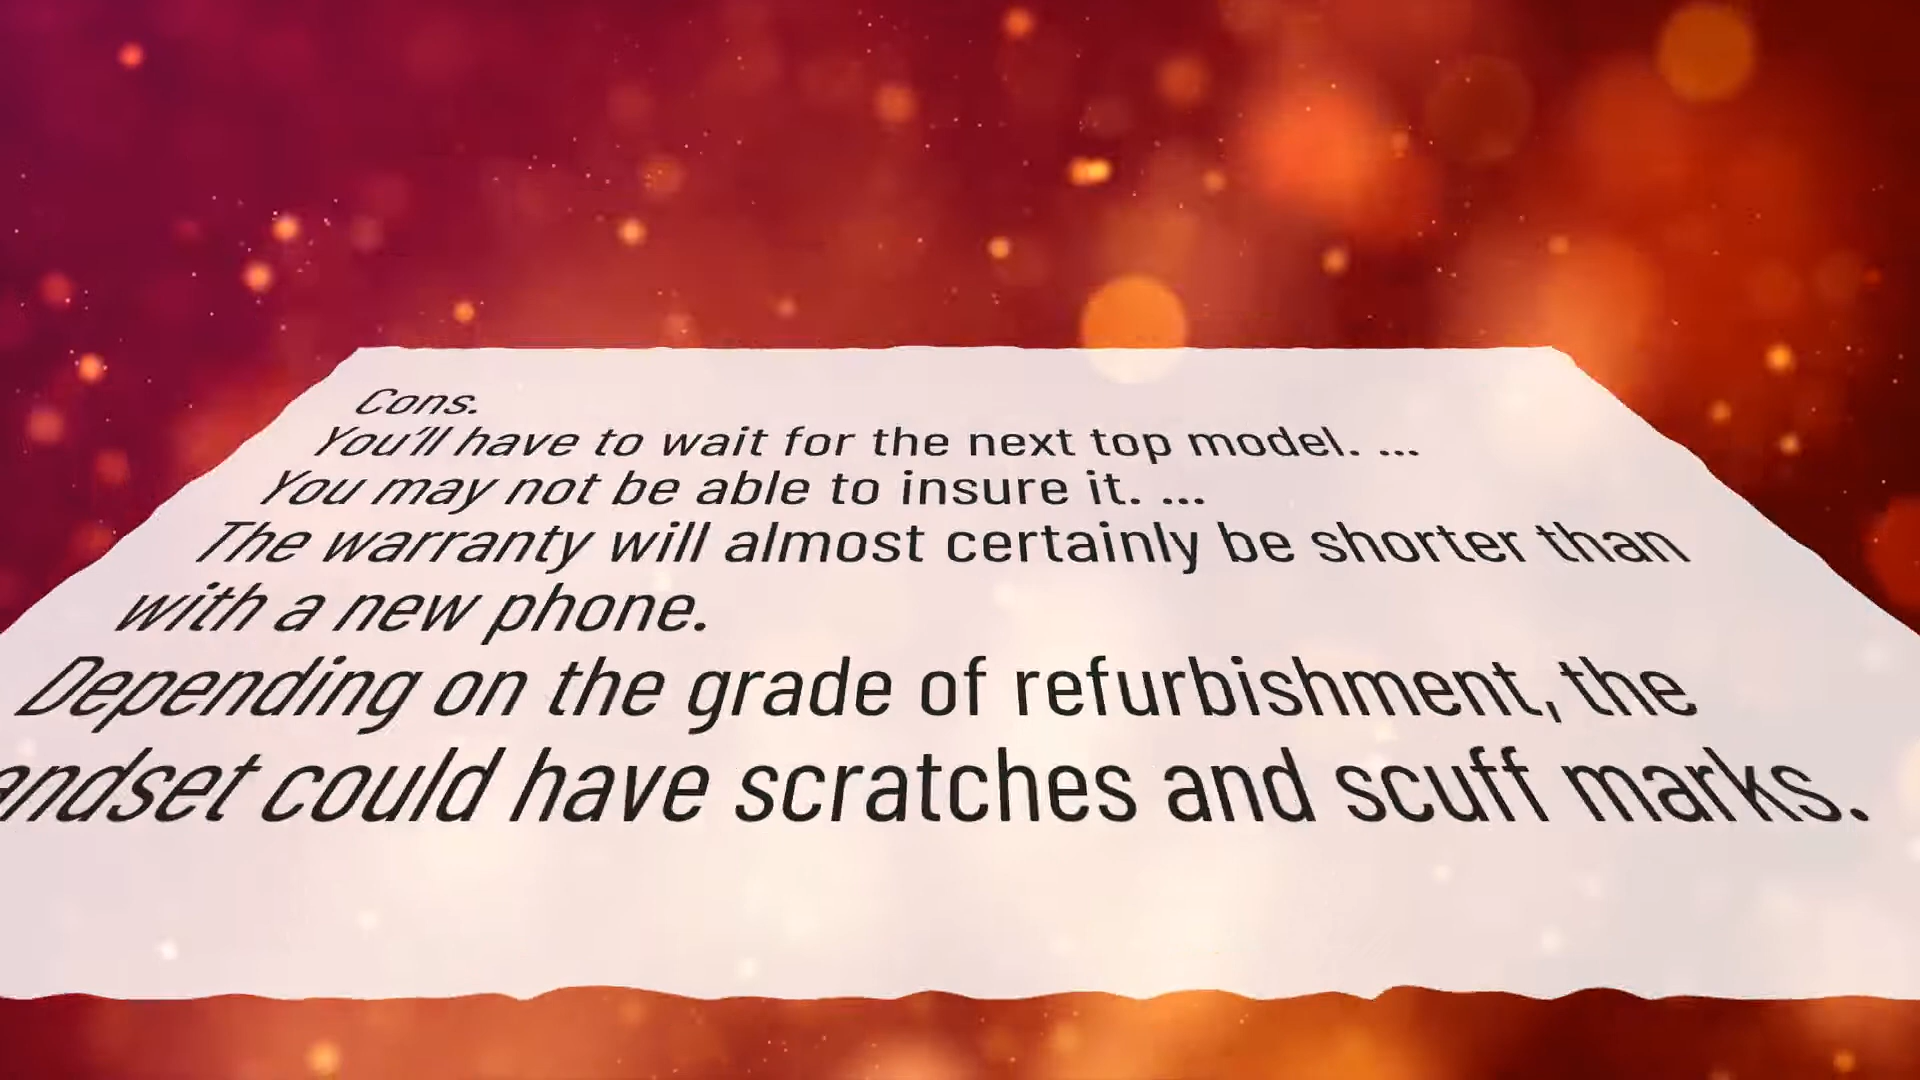 Cons.
You'll have to wait for the next top model. ...
You may not be able to insure it. ...
The warranty will almost certainly be shorter than
with a new phone.
Depending on the grade of refurbishment, the
andset could have scratches and scuff marks.